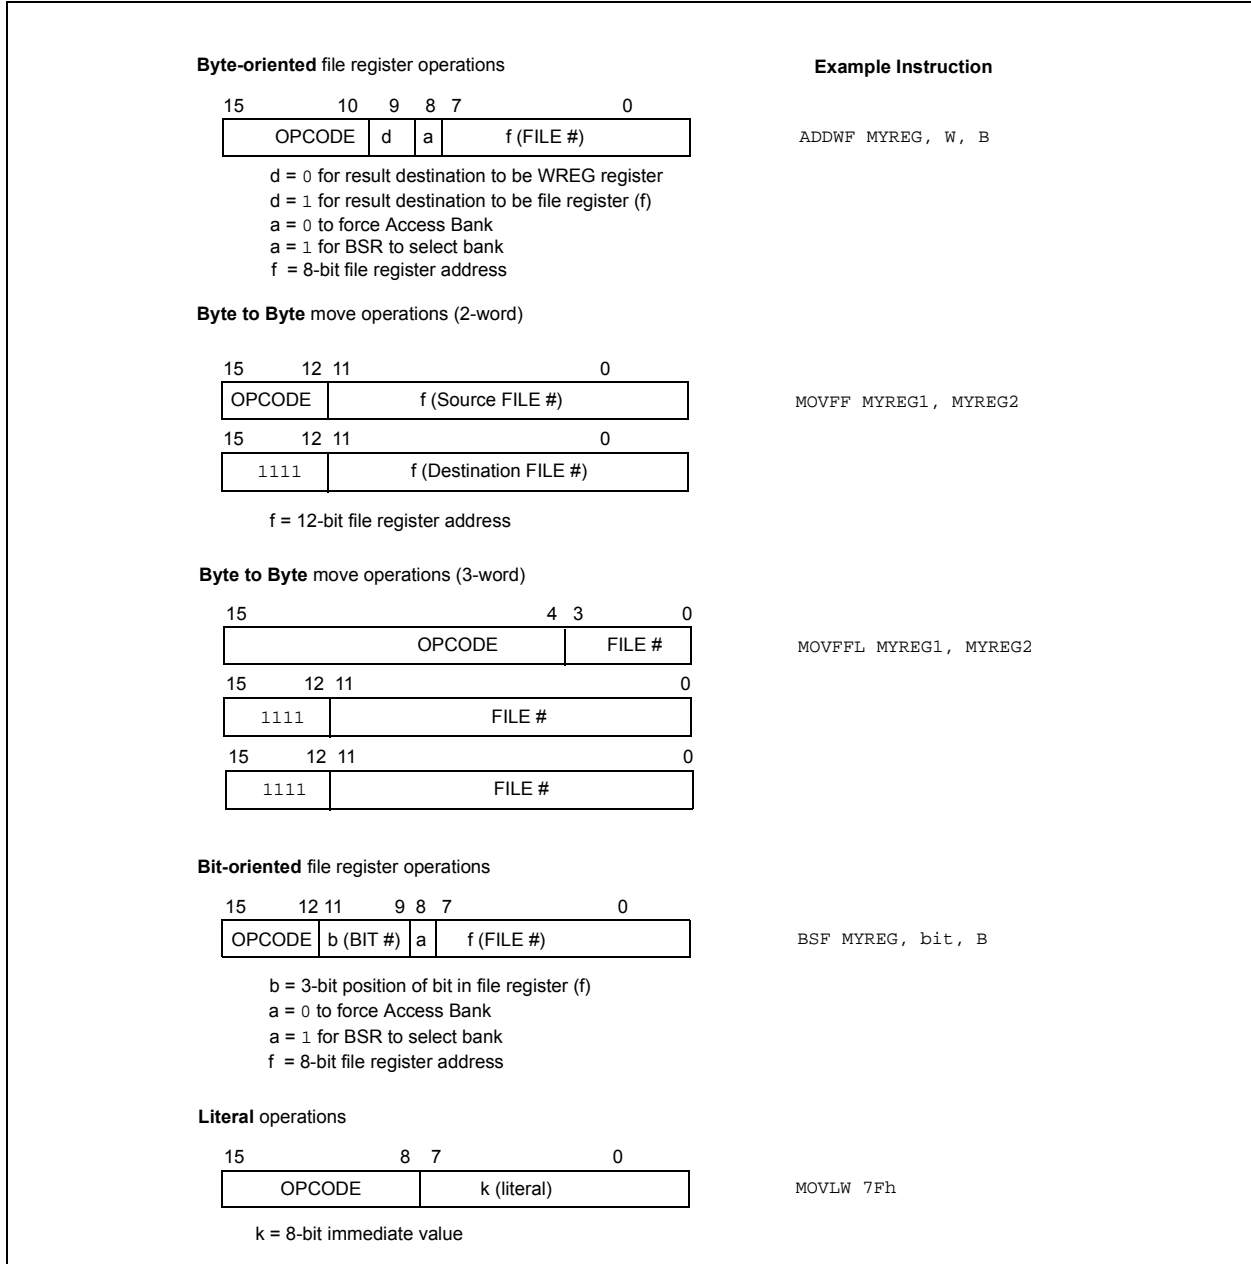 Byte-oriented file register operations
Example Instruction
15 10 9 8 7 0
OPCODE d a f (FILE #)
ADDWF MYREG, W, B
d = 0 for result destination to be WREG register
d = 1 for result destination to be file register (f)
a = 0 to force Access Bank
a = 1 for BSR to select bank
f = 8-bit file register address
Byte to Byte move operations (2-word)
15 12 11 0
OPCODE f (Source FILE #)
MOVFF MYREG1, MYREG2
15 12 11 0
1111 f (Destination FILE #)
f = 12-bit file register address
Byte to Byte move operations (3-word)
15 4 3 0
OPCODE FILE #
MOVFFL MYREG1, MYREG2
15 12 11 0
1111 FILE #
15 12 11 0
1111 FILE #
Bit-oriented file register operations
15 12 11 9 8 7 0
OPCODE b (BIT #) a f (FILE #)
BSF MYREG, bit, B
b = 3-bit position of bit in file register (f)
a = 0 to force Access Bank
a = 1 for BSR to select bank
f = 8-bit file register address
Literal operations
15 8 7 0
OPCODE k (literal)
MOVLW 7Fh
k = 8-bit immediate value